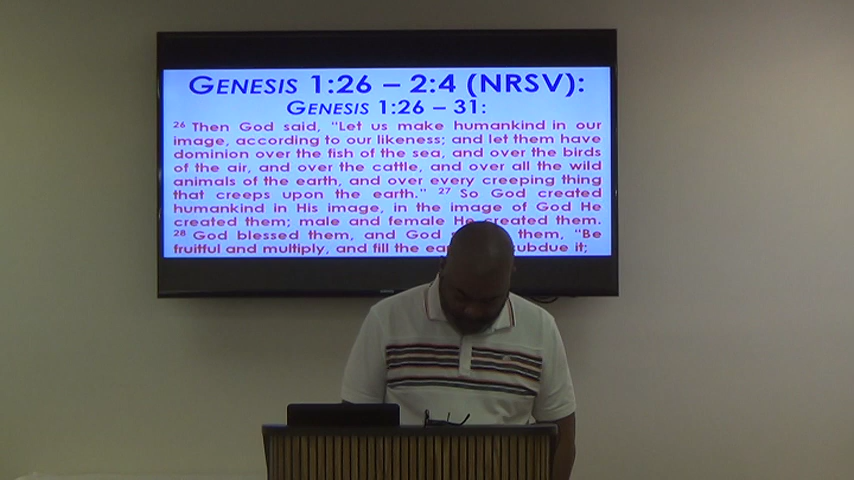 GENESIS 1:26 – 2:4 (NRSV):
GENESIS 1:26 – 31:
26 Then God said, "Let us make humankind in our
image, according to our likeness; and let them have
dominion over the fish of the sea, and over the birds
of the air, and over the cattle, and over all the wild
animals of the earth, and over every creeping thing
that creeps upon the earth." 27 So God created
humankind in His image, in the image of God He
created them; male and female He created them.
28 God blessed them, and God them, "Be
fruitful and multiply, and fill the subdue it;